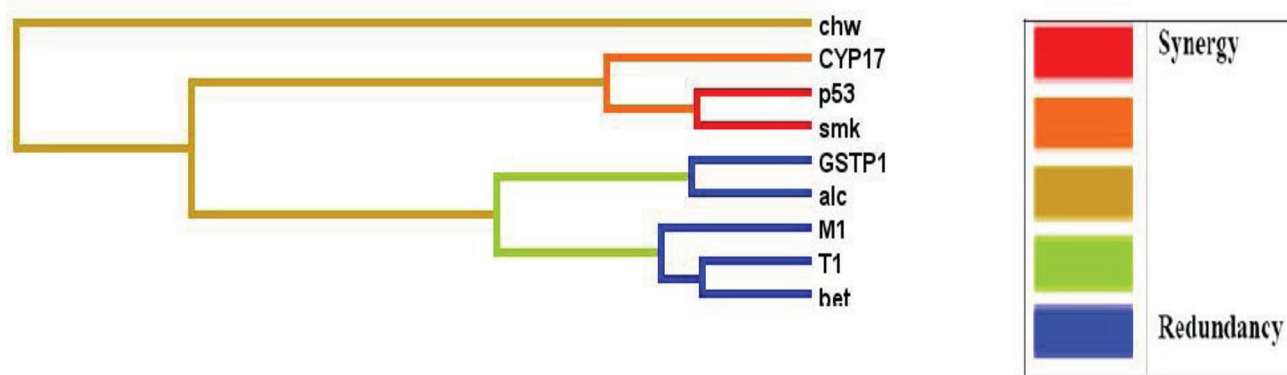 chw
CYP17
p53
smk
GSTP1
alc
M1
T1
bet
Synergy
Redundancy